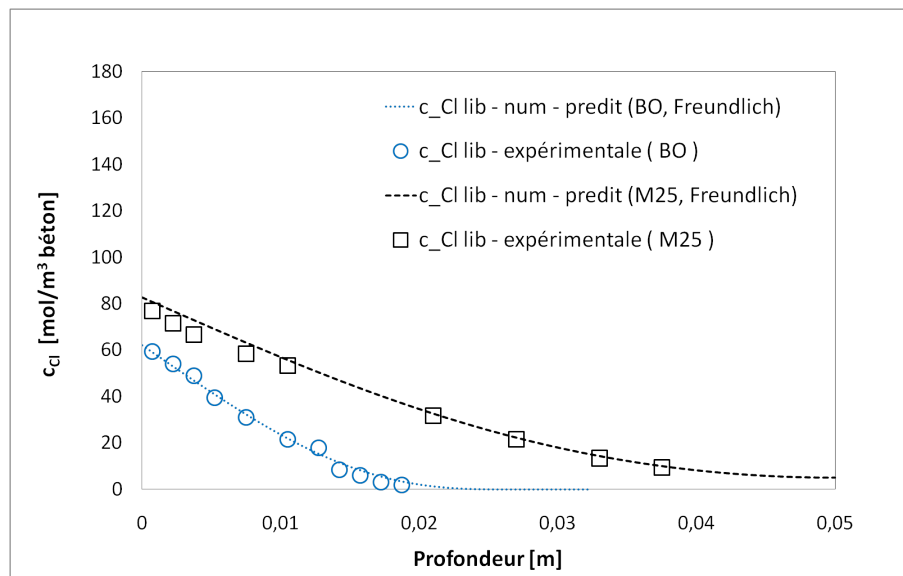 180
160
140
120
100
80
60
40
20
0
c_Cl lib - num - predit (BO, Freundlich)
c_Cl lib - expérimentale ( BO )
c_Cl lib - num - predit (M25, Freundlich)
c_Cl lib - expérimentale ( M25 )
c_Cl [mol/m³ béton]
0 0,01 0,02 0,03 0,04 0,05
Profondeur [m]